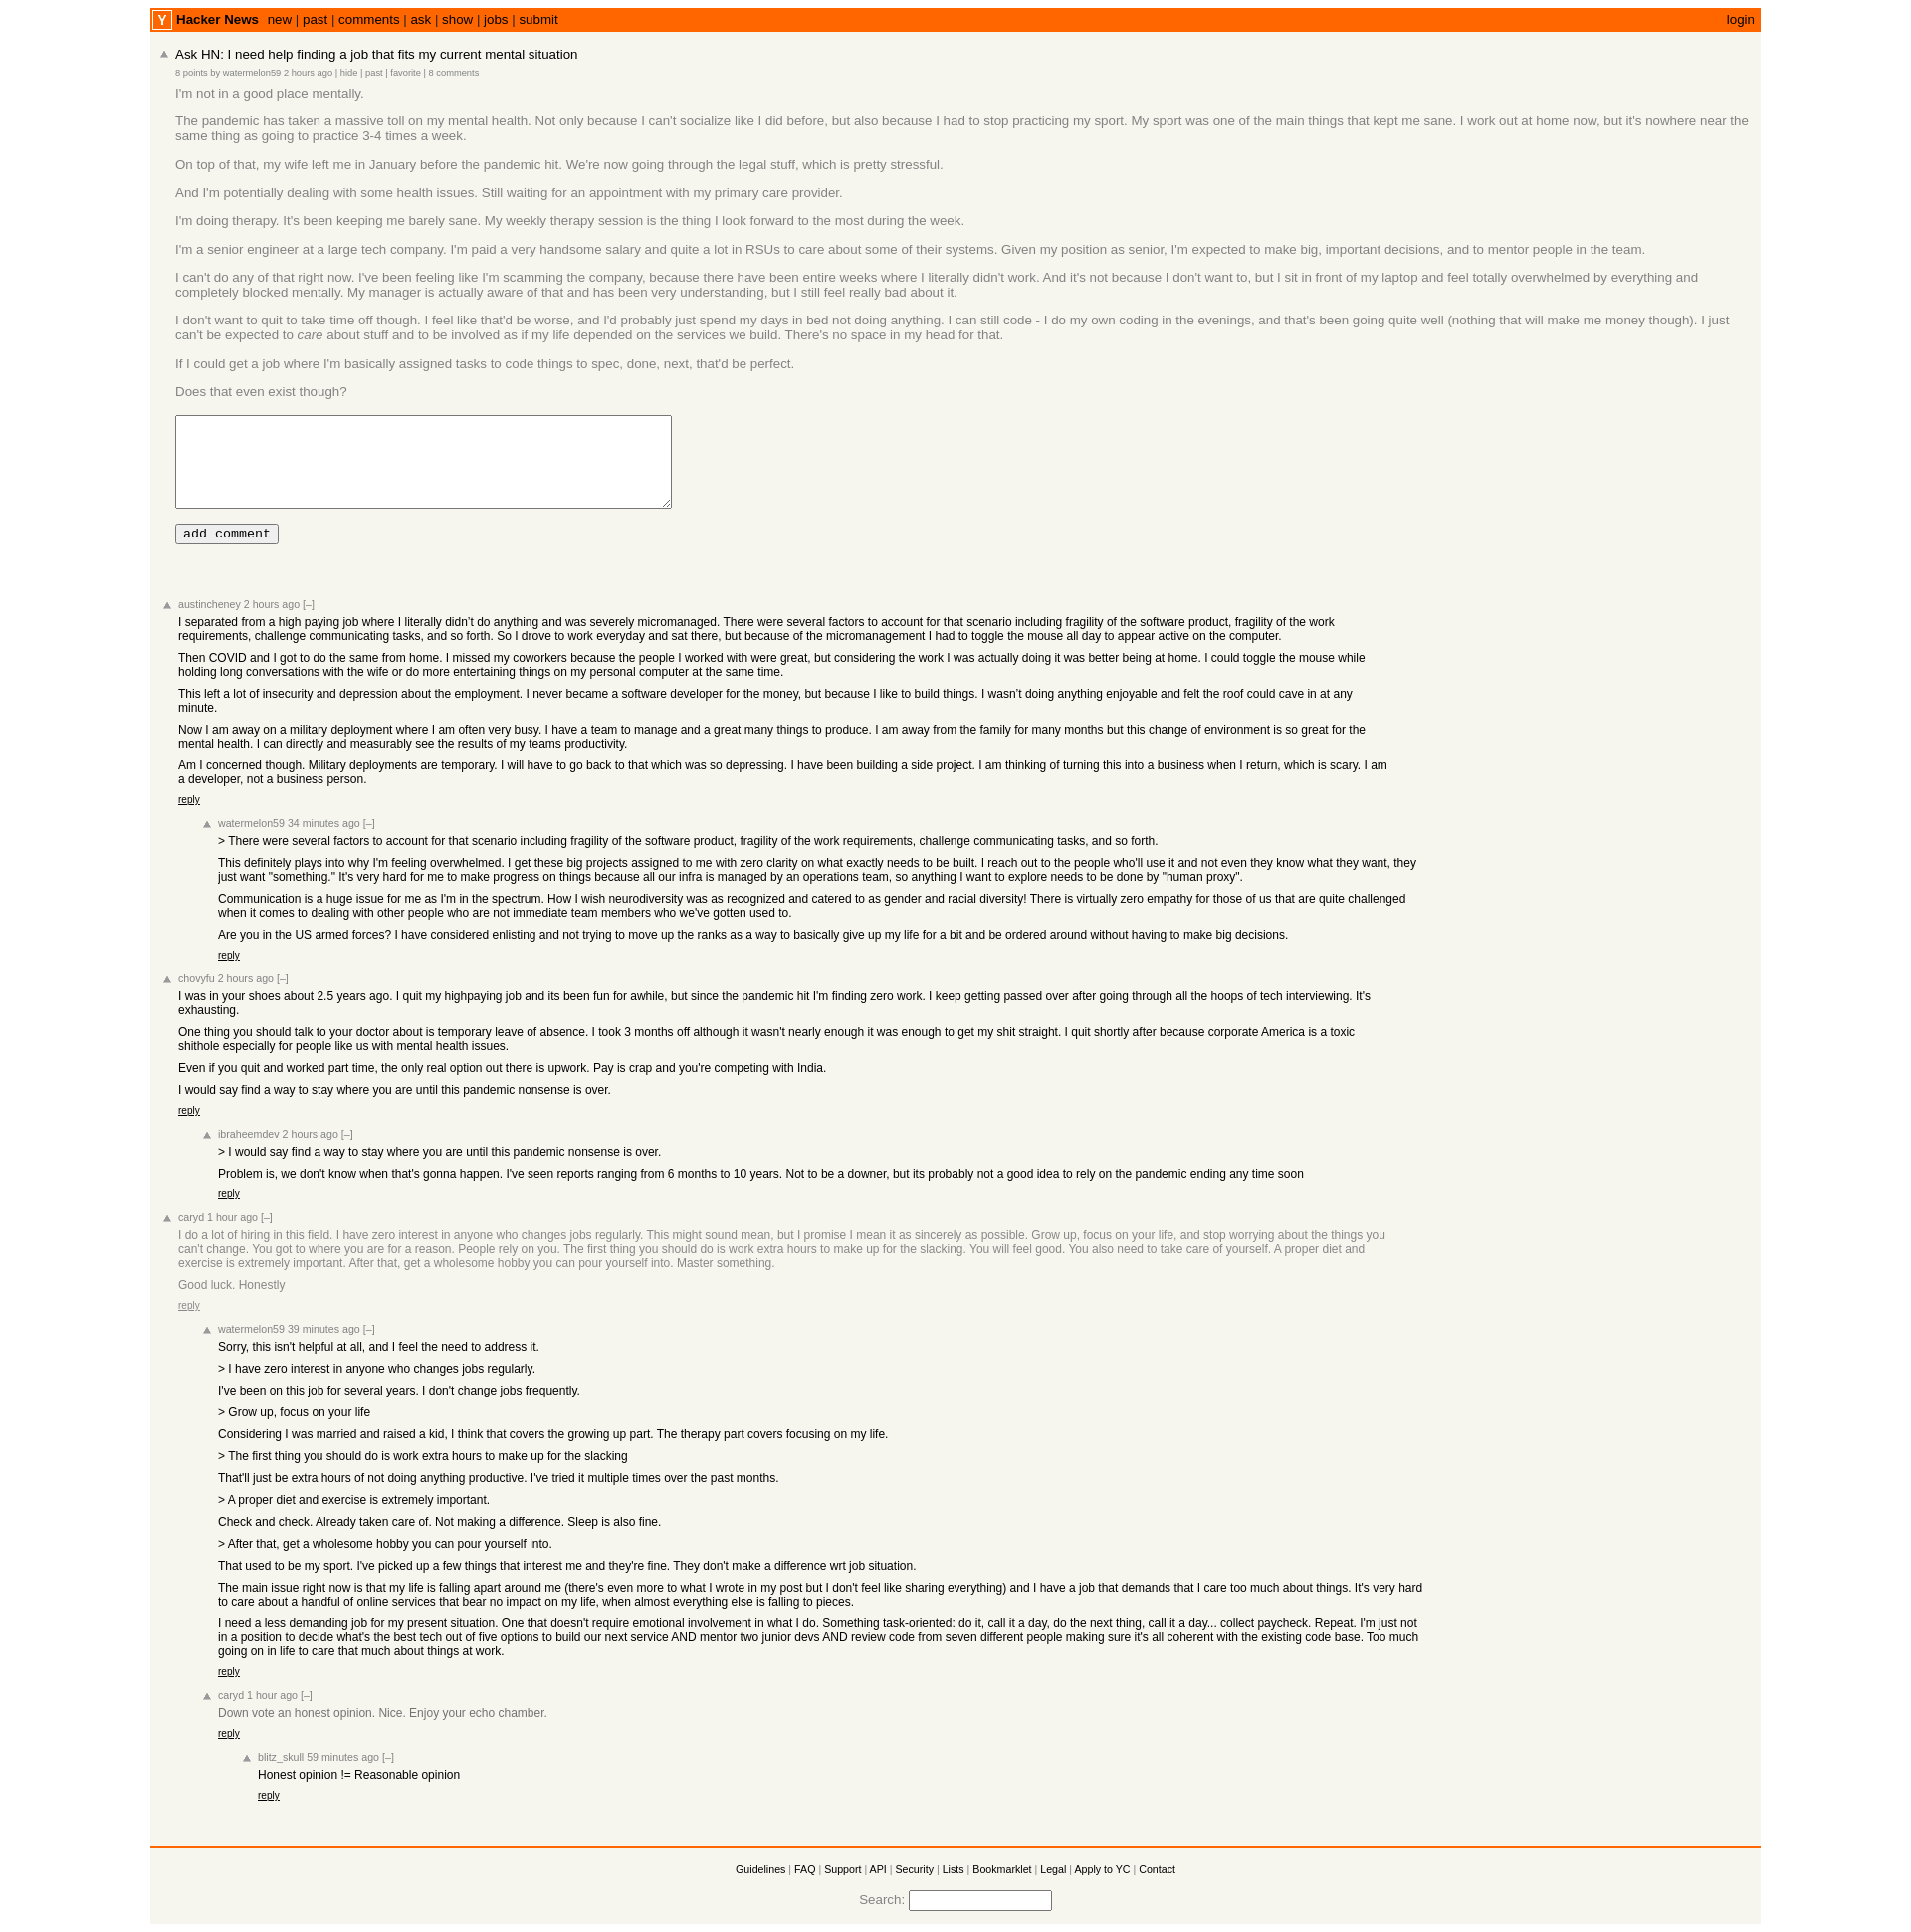 Y Hacker News new | past | comments | ask | show | jobs | submit login
Ask HN: I need help finding a job that fits my current mental situation
8 points by watermelon59 2 hours ago | hide | past | favorite | 8 comments
I'm not in a good place mentally.
The pandemic has taken a massive toll on my mental health. Not only because I can't socialize like I did before, but also because I had to stop practicing my sport. My sport was one of the main things that kept me sane. I work out at home now, but it's nowhere near the
same thing as going to practice 3-4 times a week.
On top of that, my wife left me in January before the pandemic hit. We're now going through the legal stuff, which is pretty stressful.
And I'm potentially dealing with some health issues. Still waiting for an appointment with my primary care provider.
I'm doing therapy. It's been keeping me barely sane. My weekly therapy session is the thing I look forward to the most during the week.
I'm a senior engineer at a large tech company. I'm paid a very handsome salary and quite a lot in RSUs to care about some of their systems. Given my position as senior, I'm expected to make big, important decisions, and to mentor people in the team.
I can't do any of that right now. I've been feeling like I'm scamming the company, because there have been entire weeks where I literally didn't work. And it's not because I don't want to, but I sit in front of my laptop and feel totally overwhelmed by everything and
completely blocked mentally. My manager is actually aware of that and has been very understanding, but I still feel really bad about it.
I don't want to quit to take time off though. I feel like that'd be worse, and I'd probably just spend my days in bed not doing anything. I can still code - I do my own coding in the evenings, and that's been going quite well (nothing that will make me money though). I just
can't be expected to care about stuff and to be involved as if my life depended on the services we build. There's no space in my head for that.
If I could get a job where I'm basically assigned tasks to code things to spec, done, next, that'd be perfect.
Does that even exist though?
add comment
austincheney 2 hours ago [–]
I separated from a high paying job where I literally didn’t do anything and was severely micromanaged. There were several factors to account for that scenario including fragility of the software product, fragility of the work
requirements, challenge communicating tasks, and so forth. So I drove to work everyday and sat there, but because of the micromanagement I had to toggle the mouse all day to appear active on the computer.
Then COVID and I got to do the same from home. I missed my coworkers because the people I worked with were great, but considering the work I was actually doing it was better being at home. I could toggle the mouse while
holding long conversations with the wife or do more entertaining things on my personal computer at the same time.
This left a lot of insecurity and depression about the employment. I never became a software developer for the money, but because I like to build things. I wasn’t doing anything enjoyable and felt the roof could cave in at any
minute.
Now I am away on a military deployment where I am often very busy. I have a team to manage and a great many things to produce. I am away from the family for many months but this change of environment is so great for the
mental health. I can directly and measurably see the results of my teams productivity.
Am I concerned though. Military deployments are temporary. I will have to go back to that which was so depressing. I have been building a side project. I am thinking of turning this into a business when I return, which is scary. I am
a developer, not a business person.
reply
watermelon59 34 minutes ago [–]
> There were several factors to account for that scenario including fragility of the software product, fragility of the work requirements, challenge communicating tasks, and so forth.
This definitely plays into why I'm feeling overwhelmed. I get these big projects assigned to me with zero clarity on what exactly needs to be built. I reach out to the people who'll use it and not even they know what they want, they
just want "something." It's very hard for me to make progress on things because all our infra is managed by an operations team, so anything I want to explore needs to be done by "human proxy".
Communication is a huge issue for me as I'm in the spectrum. How I wish neurodiversity was as recognized and catered to as gender and racial diversity! There is virtually zero empathy for those of us that are quite challenged
when it comes to dealing with other people who are not immediate team members who we've gotten used to.
Are you in the US armed forces? I have considered enlisting and not trying to move up the ranks as a way to basically give up my life for a bit and be ordered around without having to make big decisions.
reply
chovyfu 2 hours ago [–]
I was in your shoes about 2.5 years ago. I quit my highpaying job and its been fun for awhile, but since the pandemic hit I'm finding zero work. I keep getting passed over after going through all the hoops of tech interviewing. It's
exhausting.
One thing you should talk to your doctor about is temporary leave of absence. I took 3 months off although it wasn't nearly enough it was enough to get my shit straight. I quit shortly after because corporate America is a toxic
shithole especially for people like us with mental health issues.
Even if you quit and worked part time, the only real option out there is upwork. Pay is crap and you're competing with India.
I would say find a way to stay where you are until this pandemic nonsense is over.
reply
ibraheemdev 2 hours ago [–]
> I would say find a way to stay where you are until this pandemic nonsense is over.
Problem is, we don't know when that's gonna happen. I've seen reports ranging from 6 months to 10 years. Not to be a downer, but its probably not a good idea to rely on the pandemic ending any time soon
reply
caryd 1 hour ago [–]
I do a lot of hiring in this field. I have zero interest in anyone who changes jobs regularly. This might sound mean, but I promise I mean it as sincerely as possible. Grow up, focus on your life, and stop worrying about the things you
can't change. You got to where you are for a reason. People rely on you. The first thing you should do is work extra hours to make up for the slacking. You will feel good. You also need to take care of yourself. A proper diet and
exercise is extremely important. After that, get a wholesome hobby you can pour yourself into. Master something.
Good luck. Honestly
reply
watermelon59 39 minutes ago [–]
Sorry, this isn't helpful at all, and I feel the need to address it.
> I have zero interest in anyone who changes jobs regularly.
I've been on this job for several years. I don't change jobs frequently.
> Grow up, focus on your life
Considering I was married and raised a kid, I think that covers the growing up part. The therapy part covers focusing on my life.
> The first thing you should do is work extra hours to make up for the slacking
That'll just be extra hours of not doing anything productive. I've tried it multiple times over the past months.
> A proper diet and exercise is extremely important.
Check and check. Already taken care of. Not making a difference. Sleep is also fine.
> After that, get a wholesome hobby you can pour yourself into.
That used to be my sport. I've picked up a few things that interest me and they're fine. They don't make a difference wrt job situation.
The main issue right now is that my life is falling apart around me (there's even more to what I wrote in my post but I don't feel like sharing everything) and I have a job that demands that I care too much about things. It's very hard
to care about a handful of online services that bear no impact on my life, when almost everything else is falling to pieces.
I need a less demanding job for my present situation. One that doesn't require emotional involvement in what I do. Something task-oriented: do it, call it a day, do the next thing, call it a day... collect paycheck. Repeat. I'm just not
in a position to decide what's the best tech out of five options to build our next service AND mentor two junior devs AND review code from seven different people making sure it's all coherent with the existing code base. Too much
going on in life to care that much about things at work.
reply
caryd 1 hour ago [–]
Down vote an honest opinion. Nice. Enjoy your echo chamber.
reply
blitz_skull 59 minutes ago [–]
Honest opinion != Reasonable opinion
reply
Guidelines | FAQ | Support | API | Security | Lists | Bookmarklet | Legal | Apply to YC | Contact
Search: